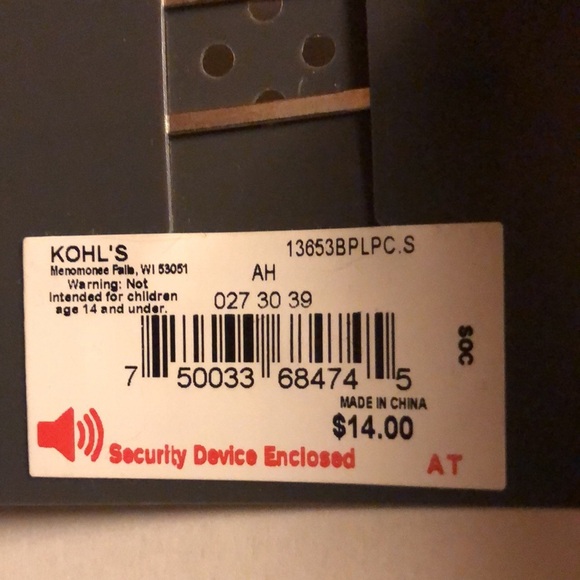 KOHL'S
13653BPLPC.S
Menomonee Falls, WI 53051
AH
Warning: Not
intended for children
age 14 and under.
027 30 39
7 50033 68474 5
SOC
MADE IN CHINA
$14.00
Security Device Enclosed
AT